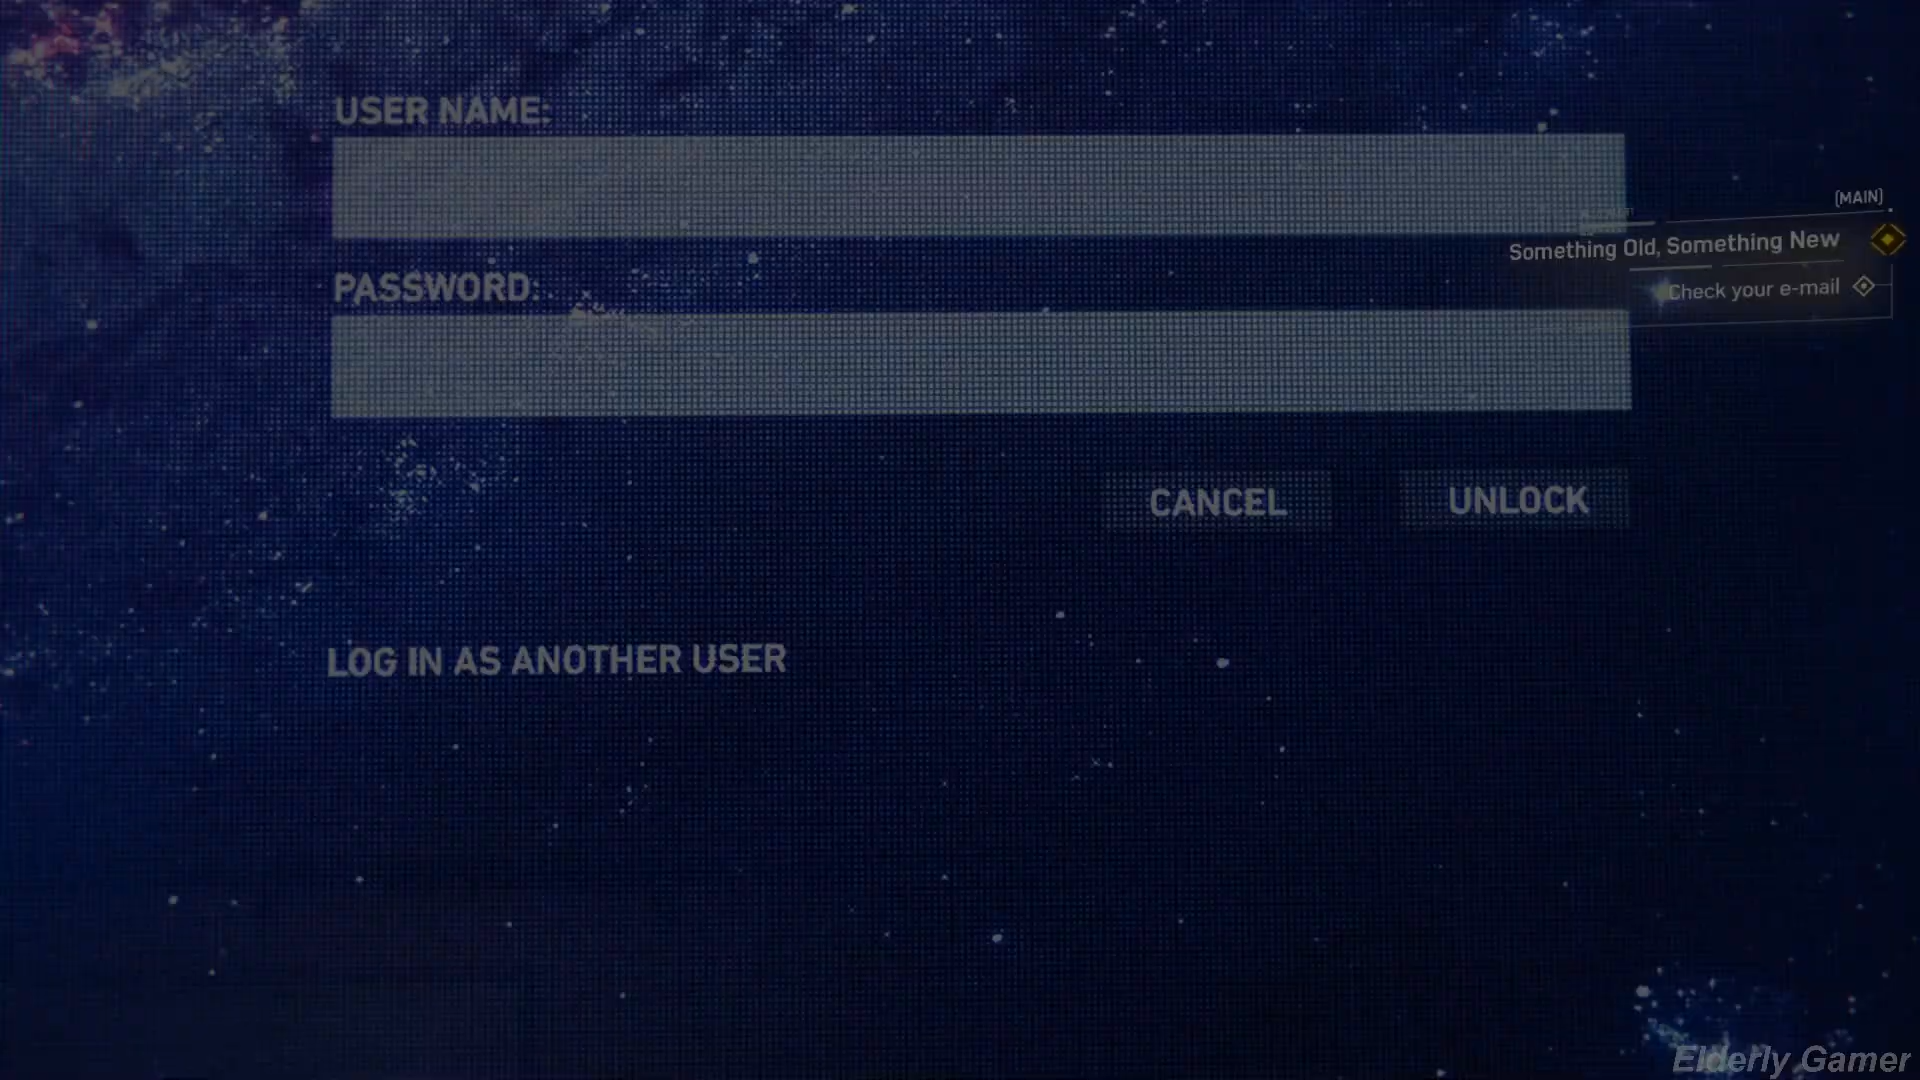 USER NAME:
[MAIN]
Something Old, Something New
PASSWORD:
Check your e-mail
CANCEL
UNLOCK
LOG IN AS ANOTHER USER
Elderly Gamer